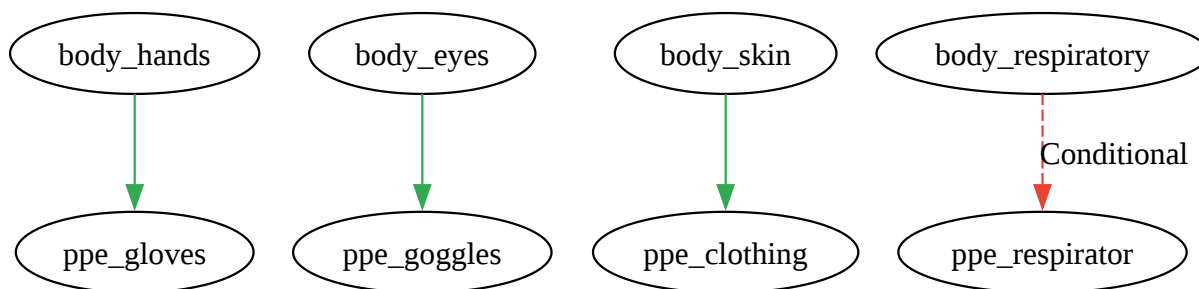 body_hands
body_eyes
body_skin
body_respiratory
Conditional
ppe_gloves
ppe_goggles
ppe_clothing
ppe_respirator